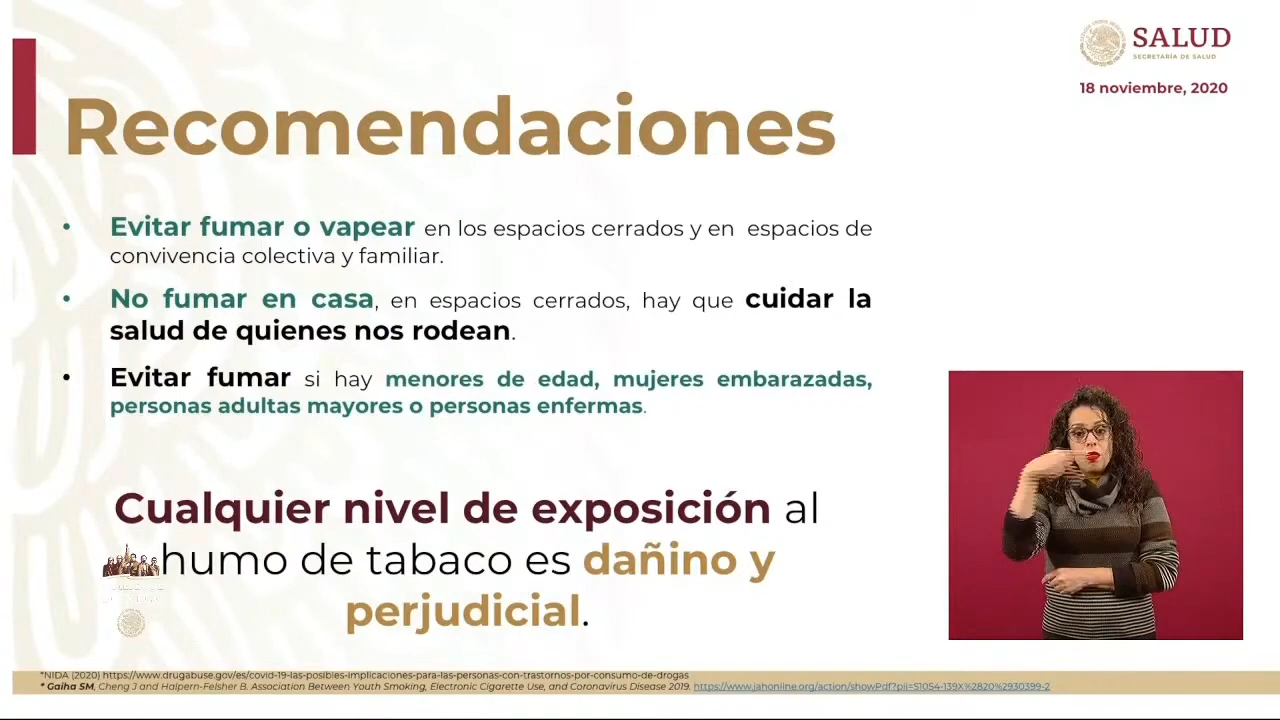 SALUD
SECRETARÍA DE SALUD
18 noviembre, 2020
Recomendaciones
• Evitar fumar o vapear en los espacios cerrados y en espacios de
convivencia colectiva y familiar.
• No fumar en casa, en espacios cerrados, hay que cuidar la
salud de quienes nos rodean.
• Evitar fumar si hay menores de edad, mujeres embarazadas,
personas adultas mayores o personas enfermas.
Cualquier nivel de exposición al
humo de tabaco es dañino y
perjudicial.
*NIDA (2020) https://www.drugabuse.gov/es/covid-19-las-posibles-implicaciones-para-las-personas-con-trastornos-por-consumo-de-drogas
* Gaiha SM, Cheng J and Halpern-Felsher B. Association Between Youth Smoking, Electronic Cigarette Use, and Coronavirus Disease 2019. https://www.jahonline.org/action/showPdf?pii=S1054-139X%2820%2930399-2